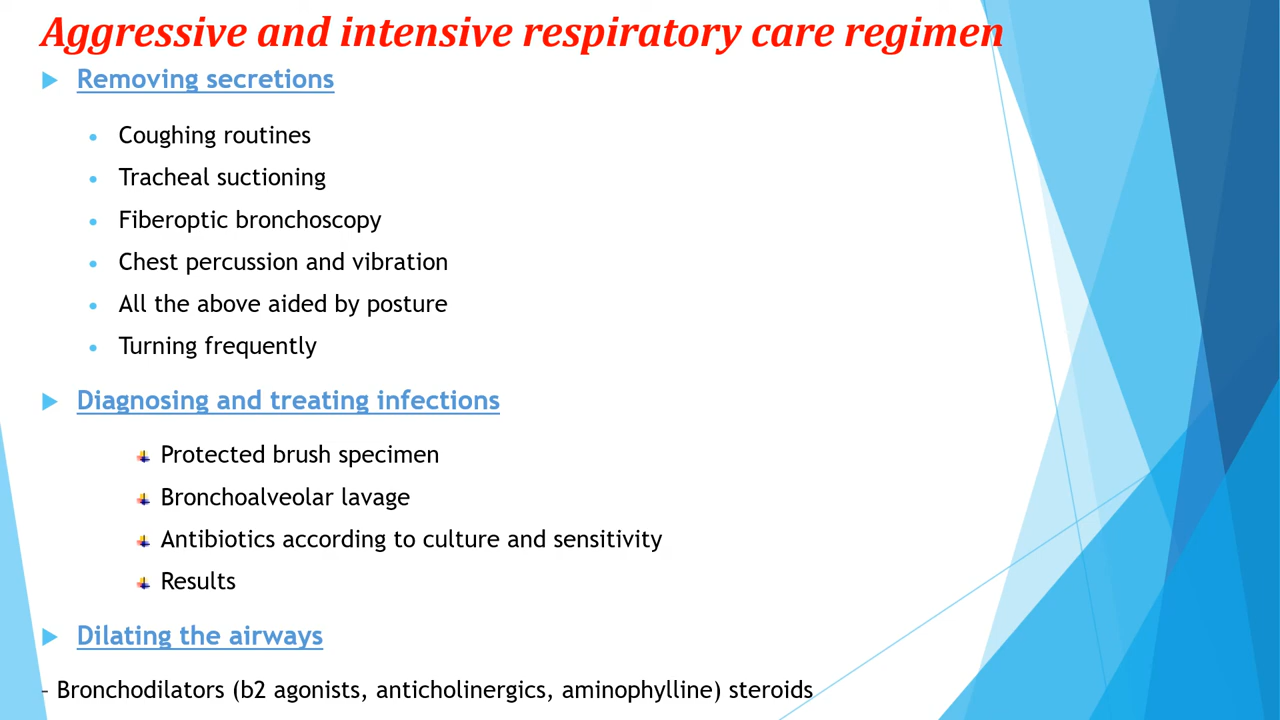 Aggressive and intensive respiratory care regimen
Removing secretions
Coughing routines
Tracheal suctioning
Fiberoptic bronchoscopy
Chest percussion and vibration
All the above aided by posture
Turning frequently
Diagnosing and treating infections
Protected brush specimen
Bronchoalveolar lavage
Antibiotics according to culture and sensitivity
Results
Dilating the airways
– Bronchodilators (b2 agonists, anticholinergics, aminophylline) steroids